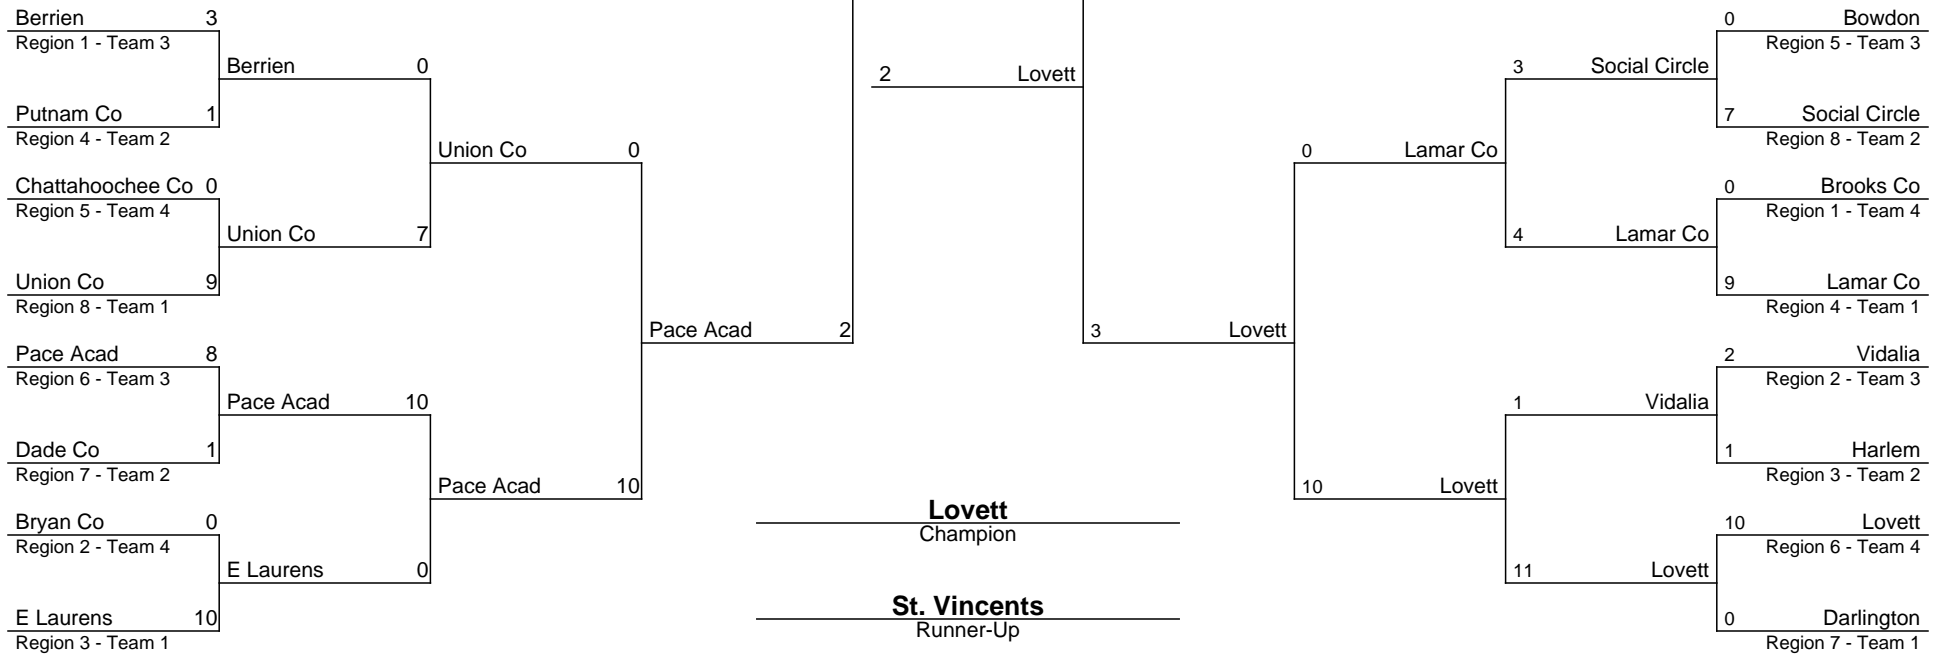 Berrien 3
Region 1 - Team 3
Berrien 0
Putnam Co 1
Region 4 - Team 2
Union Co 0
Chattahoochee Co 0
Region 5 - Team 4
Union Co 7
Union Co 9
Region 8 - Team 1
Pace Acad 2
Pace Acad 8
Region 6 - Team 3
Pace Acad 10
Dade Co 1
Region 7 - Team 2
Pace Acad 10
Bryan Co 0
Region 2 - Team 4
E Laurens 0
E Laurens 10
Region 3 - Team 1
2 Lovett
Lovett
Champion
St. Vincents
Runner-Up
0 Bowdon
Region 5 - Team 3
3 Social Circle
7 Social Circle
Region 8 - Team 2
0 Lamar Co
0 Brooks Co
Region 1 - Team 4
4 Lamar Co
9 Lamar Co
Region 4 - Team 1
3 Lovett
2 Vidalia
Region 2 - Team 3
1 Vidalia
1 Harlem
Region 3 - Team 2
10 Lovett
10 Lovett
Region 6 - Team 4
11 Lovett
0 Darlington
Region 7 - Team 1